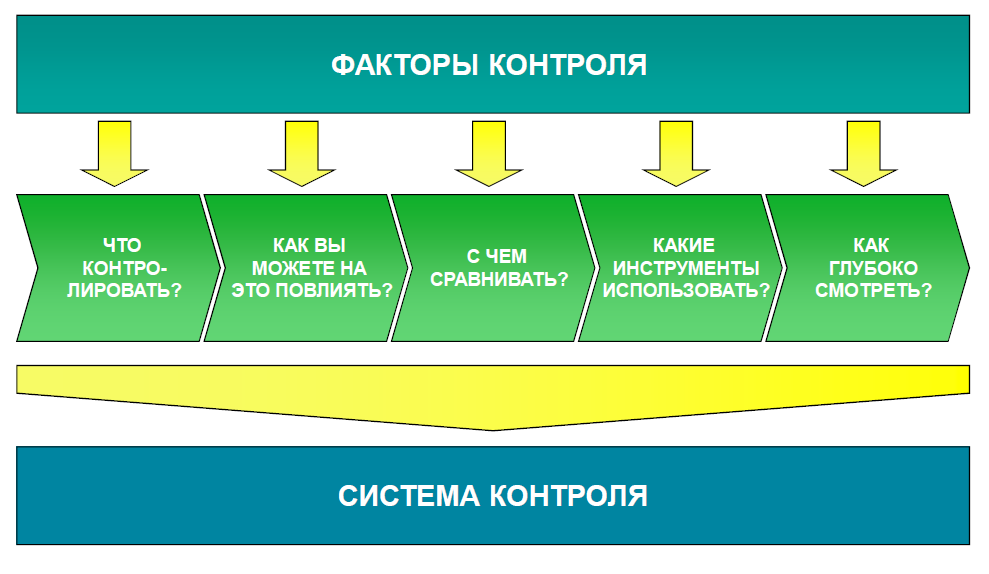 ФАКТОРЫ КОНТРОЛЯ
ЧТО
КОНТРО-
ЛИРОВАТЬ?
КАК ВЫ
МОЖЕТЕ НА
ЭТО ПОВЛИЯТЬ?
С ЧЕМ
СРАВНИВАТЬ?
КАКИЕ
ИНСТРУМЕНТЫ
ИСПОЛЬЗОВАТЬ?
КАК
ГЛУБОКО
СМОТРЕТЬ?
СИСТЕМА КОНТРОЛЯ